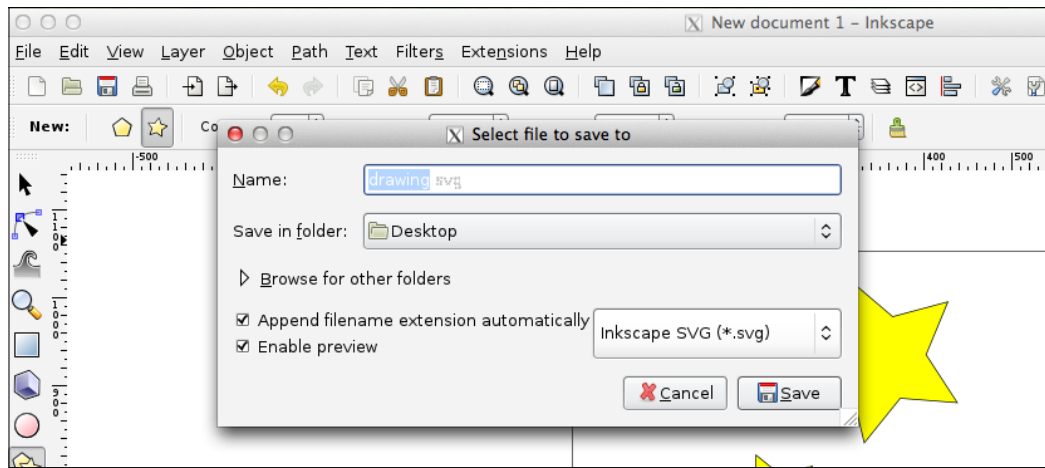 New document 1 – Inkscape
File Edit View Layer Object Path Text Filters Extensions Help
New: Co
Select file to save to
-500 400 500
Name: drawing.svg
Save in folder: Desktop
Browse for other folders
Append filename extension automatically
Inkscape SVG (*.svg)
Enable preview
Cancel Save